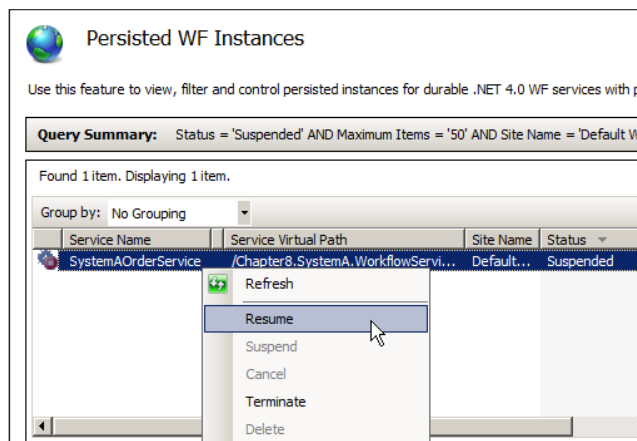 Persisted WF Instances
Use this feature to view, filter and control persisted instances for durable .NET 4.0 WF services with
Query Summary: Status = 'Suspended' AND Maximum Items = '50' AND Site Name = 'Default
Found 1 item. Displaying 1 item.
Group by: No Grouping
Service Name Service Virtual Path Site Name Status
SystemAOrderService /Chapter8.SystemA.WorkflowServi... Default... Suspended
Refresh
Resume
Suspend
Cancel
Terminate
Delete